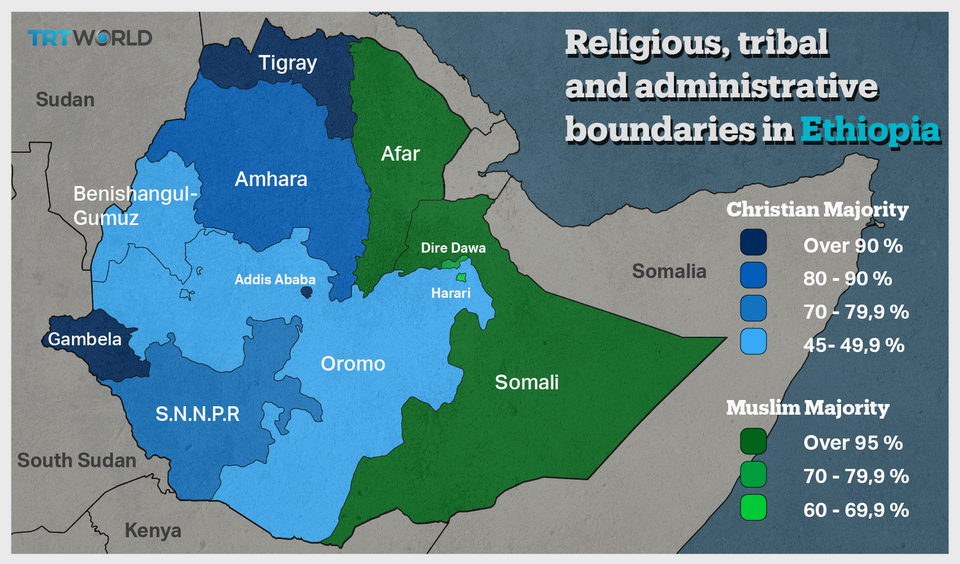 TRTWORLD
Religious, tribal
and administrative
boundaries in Ethiopia
Sudan
Tigray
Afar
Amhara
Benishangul-
Gumuz
Dire Dawa
Addis Ababa
Harari
Somalia
Gambela
Oromo
Somali
S.N.N.P.R
South Sudan
Kenya
Christian Majority
Over 90 %
80 - 90 %
70 - 79,9 %
45- 49,9 %
Muslim Majority
Over 95 %
70 - 79,9 %
60 - 69,9 %